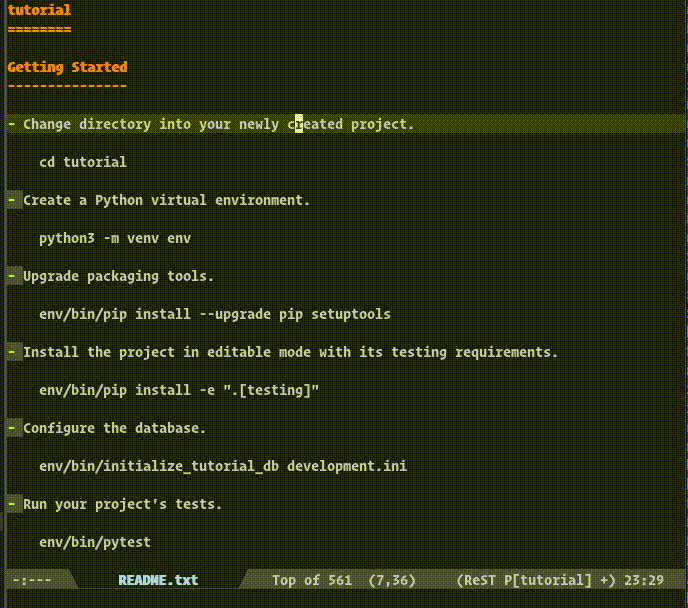 tutorial
========
Getting Started
---------------
- Change directory into your newly created project.
cd tutorial
- Create a Python virtual environment.
python3 -m venv env
- Upgrade packaging tools.
env/bin/pip install --upgrade pip setuptools
- Install the project in editable mode with its testing requirements.
env/bin/pip install -e ".[testing]"
- Configure the database.
env/bin/initialize_tutorial_db development.ini
- Run your project's tests.
env/bin/pytest
-:--- README.txt Top of 561 (7,36) (ReST P[tutorial] +) 23:29